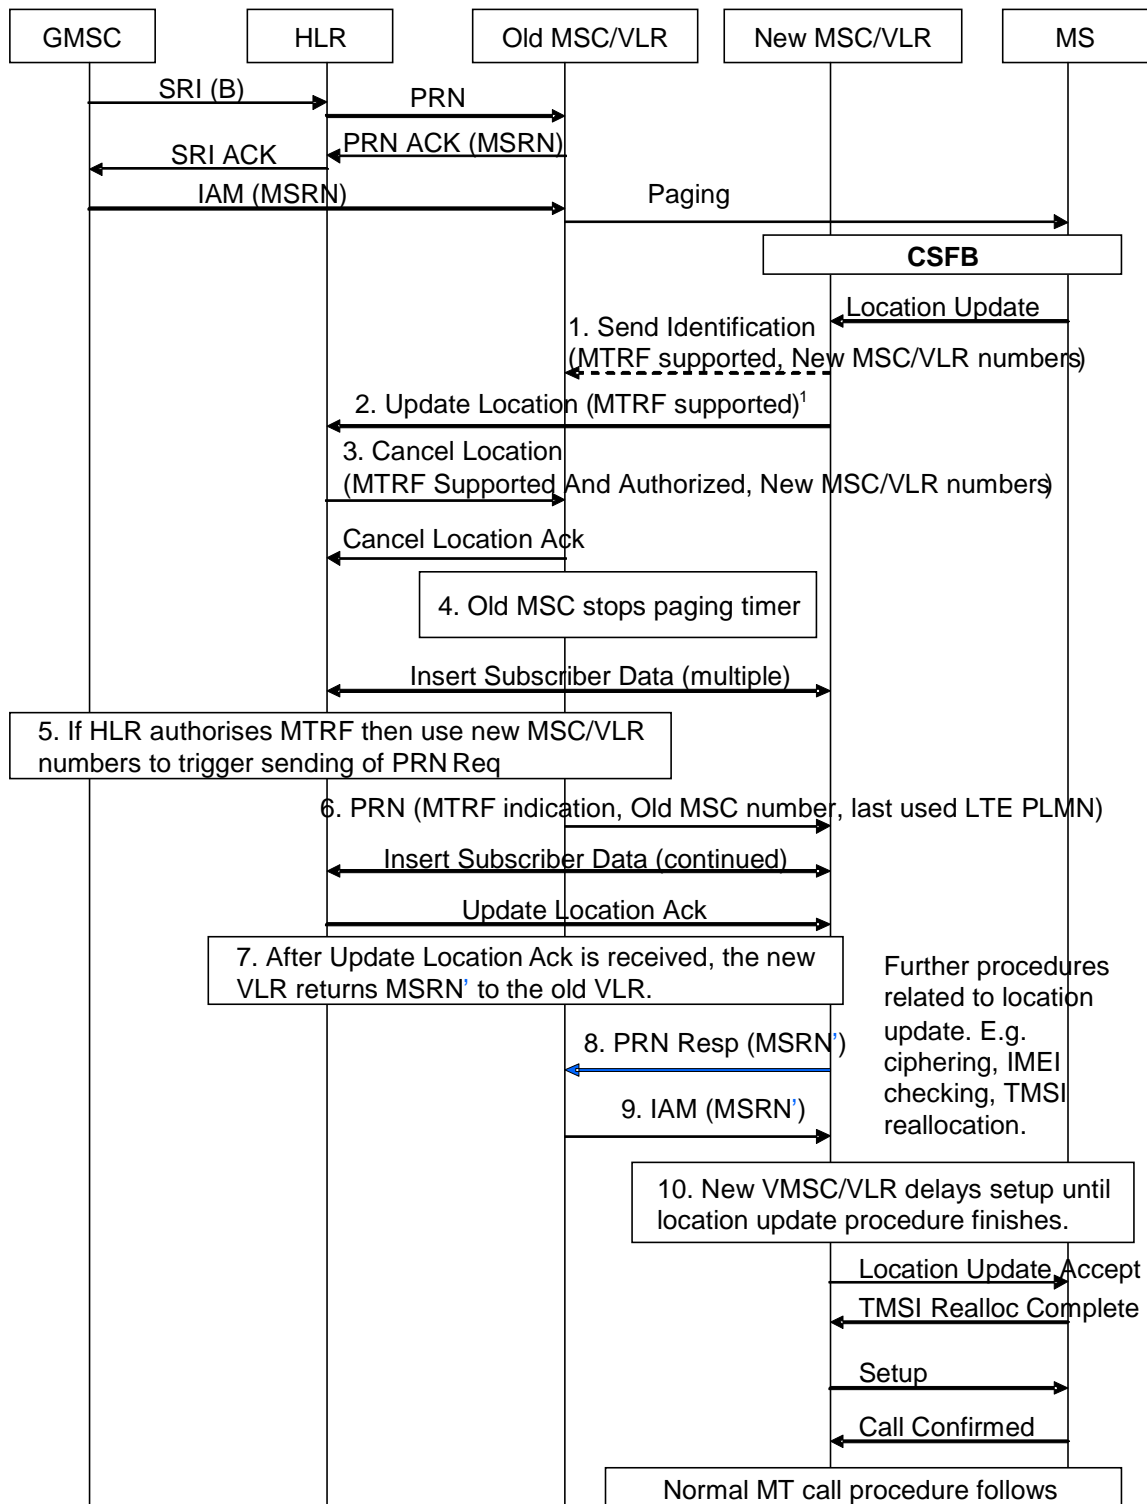 GMSC
HLR
Old MSC/VLR
New MSC/VLR
MS
SRI (B)
PRN
PRN ACK (MSRN)
SRI ACK
IAM (MSRN)
Paging
CSFB
Location Update
1. Send Identification
(MTRF supported, New MSC/VLR numbers)
2. Update Location (MTRF supported)1
3. Cancel Location
(MTRF Supported And Authorized, New MSC/VLR numbers)
Cancel Location Ack
4. Old MSC stops paging timer
Insert Subscriber Data (multiple)
5. If HLR authorises MTRF then use new MSC/VLR
numbers to trigger sending of PRN Req
6. PRN (MTRF indication, Old MSC number, last used LTE PLMN)
Insert Subscriber Data (continued)
Update Location Ack
7. After Update Location Ack is received, the new
VLR returns MSRN’ to the old VLR.
Further procedures
related to location
update. E.g.
ciphering, IMEI
checking, TMSI
reallocation.
8. PRN Resp (MSRN’)
9. IAM (MSRN’)
10. New VMSC/VLR delays setup until
location update procedure finishes.
Location Update Accept
TMSI Realloc Complete
Setup
Call Confirmed
Normal MT call procedure follows